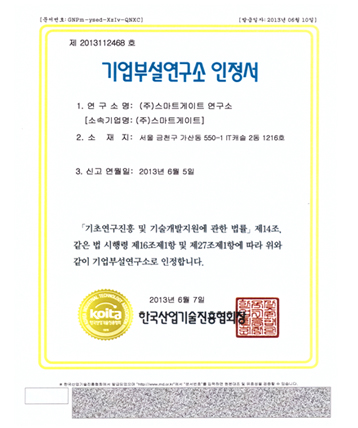 [문서번호:GNPm-ysed-Xslv-QNXC] [발급일자:2013년 06월 10일]
제 2013112468 호
기업부설연구소 인정서
1. 연 구 소 명: (주)스마트게이트 연구소
[소속기업명: (주)스마트게이트]
2. 소 재 지: 서울 금천구 가산동 550-1 IT캐슬 2동 1216호
3. 신고 연월일: 2013년 6월 5일
「기초연구진흥 및 기술개발지원에 관한 법률」제14조,
같은 법 시행령 제16조제1항 및 제27조제1항에 따라 위와
같이 기업부설연구소로 인정합니다.
2013년 6월 7일
koita
한국산업기술진흥협회장